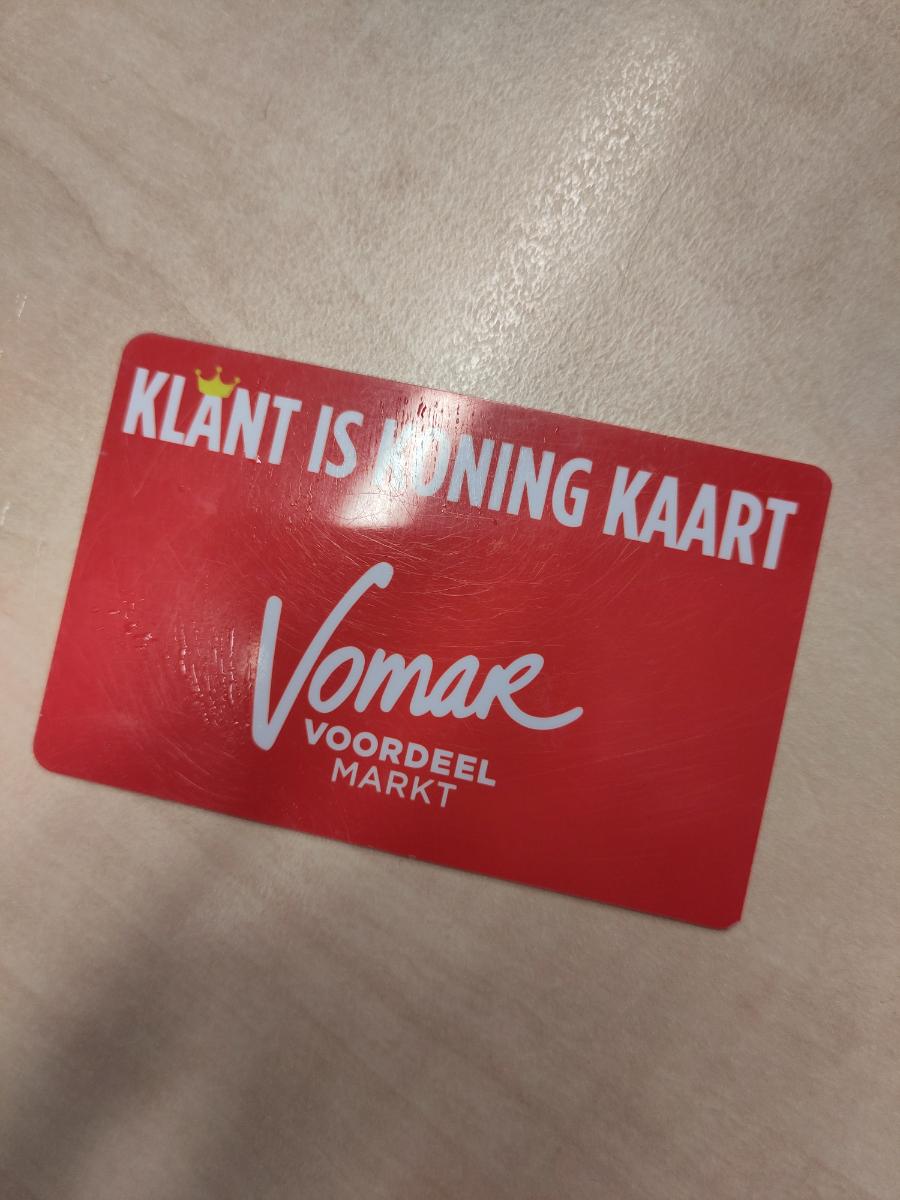 KLANT IS KONING KAART
Vomar
VOORDEEL
MARKT